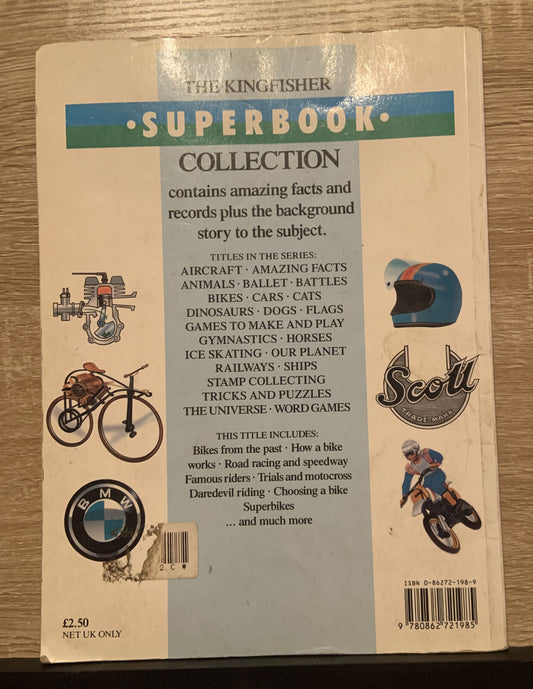 THE KINGFISHER
·SUPERBOOK·
COLLECTION
contains amazing facts and
records plus the background
story to the subject.
TITLES IN THE SERIES:
AIRCRAFT · AMAZING FACTS
ANIMALS · BALLET · BATTLES
BIKES · CARS · CATS
DINOSAURS · DOGS · FLAGS
GAMES TO MAKE AND PLAY
GYMNASTICS · HORSES
ICE SKATING · OUR PLANET
RAILWAYS · SHIPS
STAMP COLLECTING
TRICKS AND PUZZLES
THE UNIVERSE · WORD GAMES
THIS TITLE INCLUDES:
Bikes from the past · How a bike
works · Road racing and speedway
Famous riders · Trials and motocross
Daredevil riding · Choosing a bike
Superbikes
... and much more
Scott
TRADE MARK
BMW
2 C *
£2.50
NET UK ONLY
ISBN 0-86272-198-9
9 780862 721985